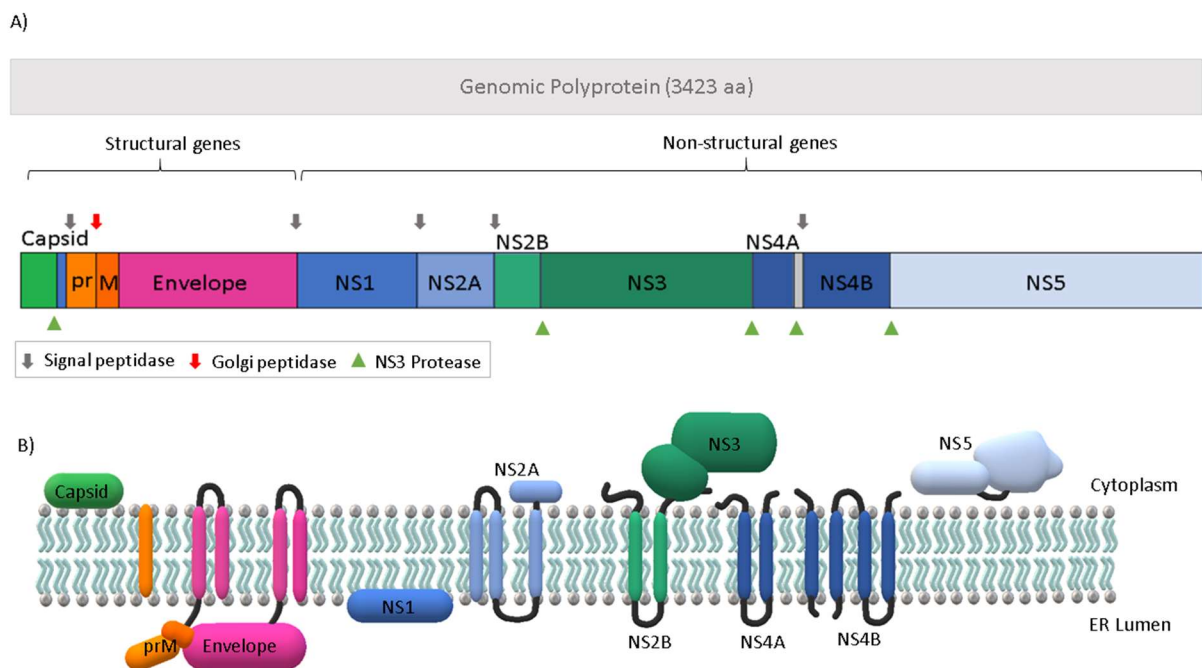 A)
Genomic Polyprotein (3423 aa)
Structural genes
Non-structural genes
Capsid
NS2B
NS4A
pr
M
Envelope
NS1
NS2A
NS3
NS4B
NS5
Signal peptidase
Golgi peptidase
NS3 Protease
B)
NS3
NS5
NS2A
Capsid
Cytoplasm
NS1
prM
Envelope
NS2B
NS4A
NS4B
ER Lumen